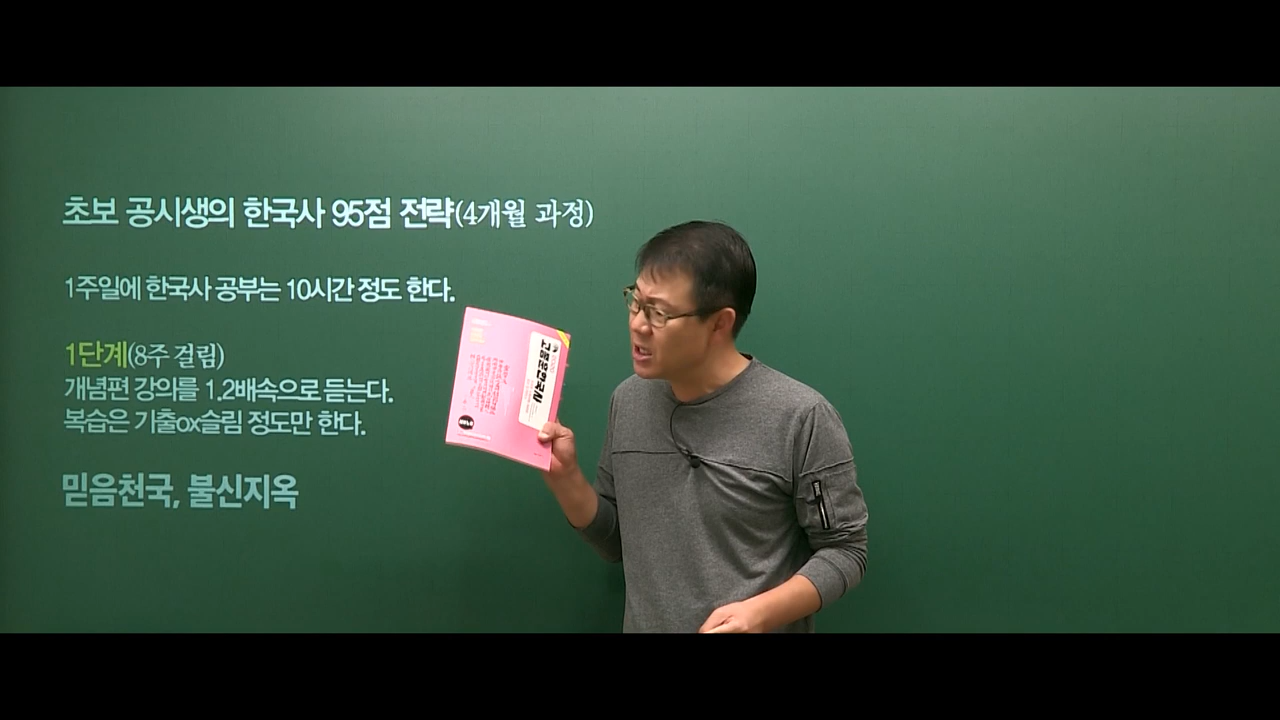 초보 공시생의 한국사 95점 전략(4개월 과정)
1주일에 한국사 공부는 10시간 정도 한다.
1단계(8주 걸림)
개념편 강의를 1.2배속으로 듣는다.
복습은 기출ox슬림 정도만 한다.
믿음천국, 불신지옥
2020